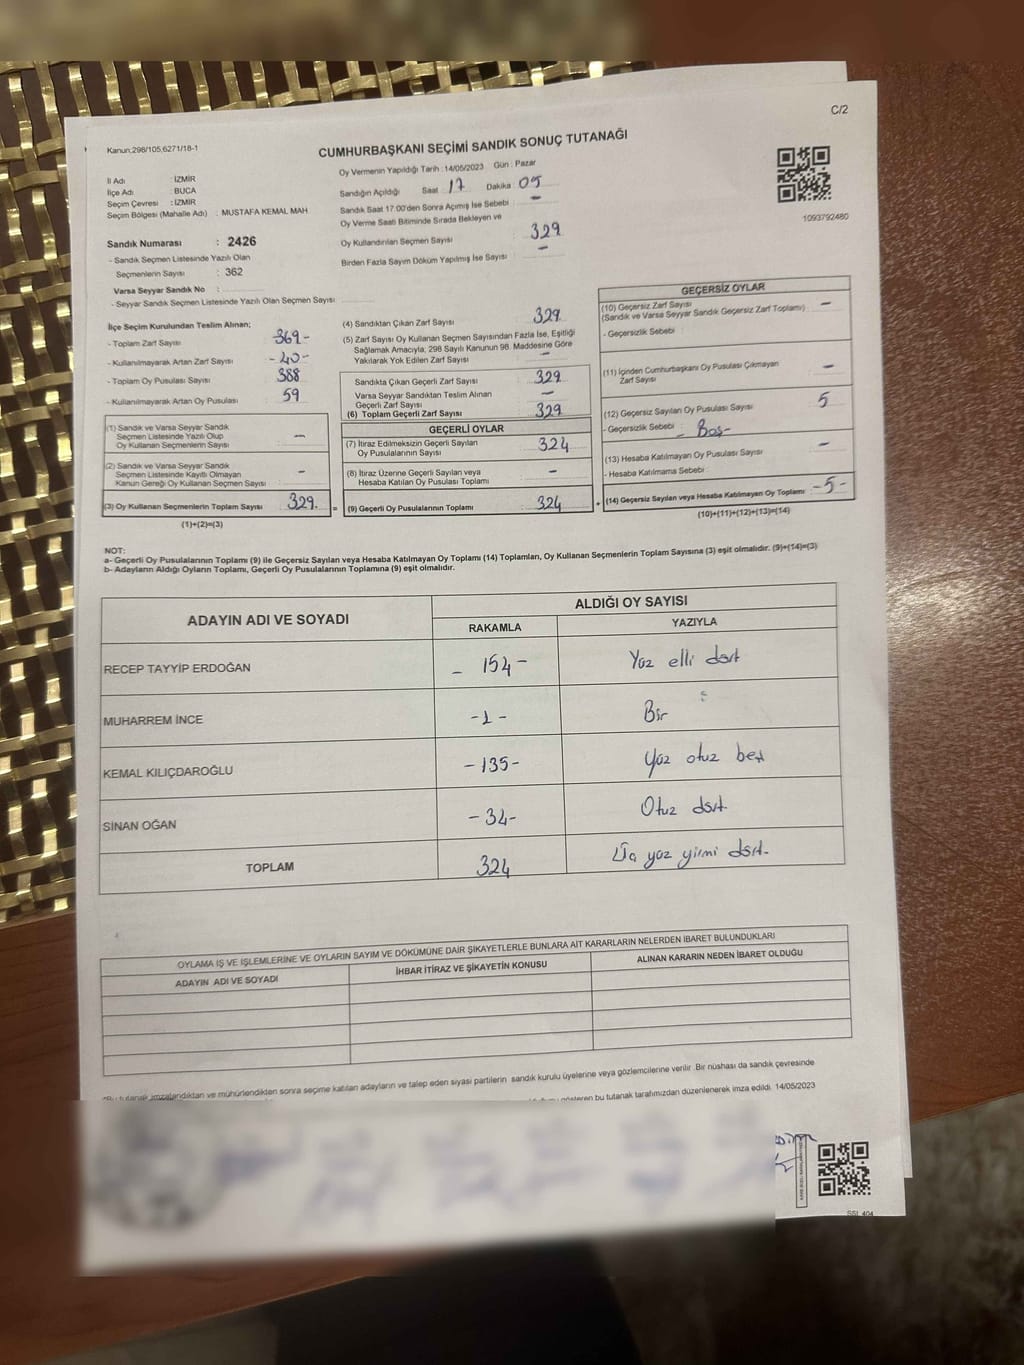 C/2
Kanun:298/105,6271/18-1
CUMHURBAŞKANI SEÇİMİ SANDIK SONUÇ TUTANAĞI
Oy Vermenin Yapıldığı Tarih : 14/05/2023 Gün : Pazar
İl Adı : İZMİR
İlçe Adı : BUCA
Seçim Çevresi : İZMİR
Seçim Bölgesi (Mahalle Adı) : MUSTAFA KEMAL MAH
Sandığın Açıldığı Saat 17 Dakika : 05
Sandık Saat 17:00'den Sonra Açımış İse Sebebi : -
Oy Verme Saati Bitiminde Sırada Bekleyen ve
Oy Kullandırılan Seçmen Sayısı : 329
Birden Fazla Sayım Döküm Yapılmış İse Sayısı : -
1093792480
Sandık Numarası : 2426
- Sandık Seçmen Listesinde Yazılı Olan
Seçmenlerin Sayısı : 362
Varsa Seyyar Sandık No :
- Seyyar Sandık Seçmen Listesinde Yazılı Olan Seçmen Sayısı :
İlçe Seçim Kurulundan Teslim Alınan;
- Toplam Zarf Sayısı : 369-
- Kullanılmayarak Artan Zarf Sayısı : -40-
- Toplam Oy Pusulası Sayısı : 388
- Kullanılmayarak Artan Oy Pusulası : 59
(1) Sandık ve Varsa Seyyar Sandık
Seçmen Listesinde Yazılı Olup
Oy Kullanan Seçmenlerin Sayısı : -
(2) Sandık ve Varsa Seyyar Sandık
Seçmen Listesinde Kayıtlı Olmayan
Kanun Gereği Oy Kullanan Seçmen Sayısı : -
(3) Oy Kullanan Seçmenlerin Toplam Sayısı : 329.
(1)+(2)=(3)
(4) Sandıktan Çıkan Zarf Sayısı : 329
(5) Zarf Sayısı Oy Kullanan Seçmen Sayısından Fazla İse, Eşitliği
Sağlamak Amacıyla; 298 Sayılı Kanunun 98. Maddesine Göre
Yakılarak Yok Edilen Zarf Sayısı : -
Sandıkta Çıkan Geçerli Zarf Sayısı : 329
Varsa Seyyar Sandıktan Teslim Alınan
Geçerli Zarf Sayısı : -
(6) Toplam Geçerli Zarf Sayısı : 329
GEÇERLİ OYLAR
(7) İtiraz Edilmeksizin Geçerli Sayılan
Oy Pusulasının Sayısı : 324
(8) İtiraz Üzerine Geçerli Sayılan veya
Hesaba Katılan Oy Pusulası Toplamı : -
= (9) Geçerli Oy Pusulalarının Toplamı : 324
GEÇERSİZ OYLAR
(10) Geçersiz Zarf Sayısı
(Sandık ve Varsa Seyyar Sandık Geçersiz Zarf Toplamı) : -
- Geçersizlik Sebebi :
(11) İçinden Cumhurbaşkanı Oy Pusulası Çıkmayan
Zarf Sayısı : -
(12) Geçersiz Sayılan Oy Pusulası Sayısı : 5
- Geçersizlik Sebebi : - Boş-
(13) Hesaba Katılmayan Oy Pusulası Sayısı : -
- Hesaba Katılmama Sebebi :
+ (14) Geçersiz Sayılan veya Hesaba Katılmayan Oy Toplamı : -5-
(10)+(11)+(12)+(13)=(14)
NOT:
a- Geçerli Oy Pusulalarının Toplamı (9) ile Geçersiz Sayılan veya Hesaba Katılmayan Oy Toplamı (14) Toplamları, Oy Kullanan Seçmenlerin Toplam Sayısına (3) eşit olmalıdır. (9)+(14)=(3)
b- Adayların Aldığı Oyların Toplamı, Geçerli Oy Pusulalarının Toplamına (9) eşit olmalıdır.
ADAYIN ADI VE SOYADI
ALDIĞI OY SAYISI
RAKAMLA YAZIYLA
RECEP TAYYİP ERDOĞAN - 154- Yüz elli dört
MUHARREM İNCE -1- Bir
KEMAL KILIÇDAROĞLU -135- Yüz otuz beş
SİNAN OĞAN -34- Otuz dört
TOPLAM 324 Üç yüz yirmi dört.
OYLAMA İŞ VE İŞLEMLERİNE VE OYLARIN SAYIM VE DÖKÜMÜNE DAİR ŞİKAYETLERLE BUNLARA AİT KARARLARIN NELERDEN İBARET BULUNDUKLARI
ADAYIN ADI VE SOYADI İHBAR İTİRAZ VE ŞİKAYETİN KONUSU ALINAN KARARIN NEDEN İBARET OLDUĞU
*Bu tutanak imzalandıktan ve mühürlendikten sonra seçime katılan adayların ve talep eden siyasi partilerin sandık kurulu üyelerine veya gözlemcilerine verilir. Bir nüshası da sandık çevresinde
gösteren bu tutanak tarafımızdan düzenlenerek imza edildi. 14/05/2023
SSI 404